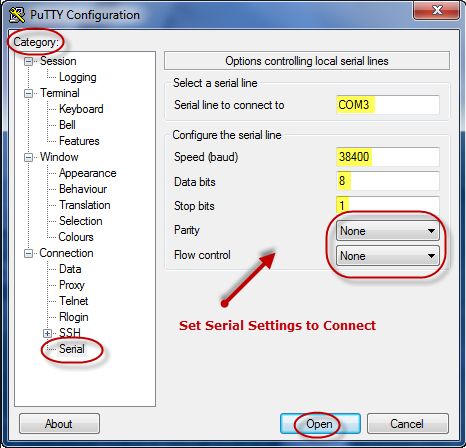 PuTTY Configuration
Category:
Session
Logging
Terminal
Keyboard
Bell
Features
Window
Appearance
Behaviour
Translation
Selection
Colours
Connection
Data
Proxy
Telnet
Rlogin
SSH
Serial
Options controlling local serial lines
Select a serial line
Serial line to connect to COM3
Configure the serial line
Speed (baud) 38400
Data bits 8
Stop bits 1
Parity None
Flow control None
Set Serial Settings to Connect
About Open Cancel